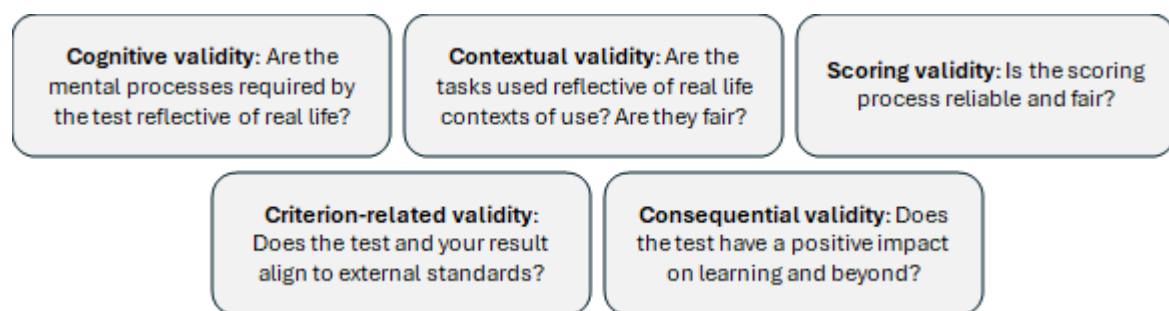 Cognitive validity: Are the
mental processes required by
the test reflective of real life?
Contextual validity: Are the
tasks used reflective of real life
contexts of use? Are they fair?
Scoring validity: Is the scoring
process reliable and fair?
Criterion-related validity:
Does the test and your result
align to external standards?
Consequential validity: Does
the test have a positive impact
on learning and beyond?